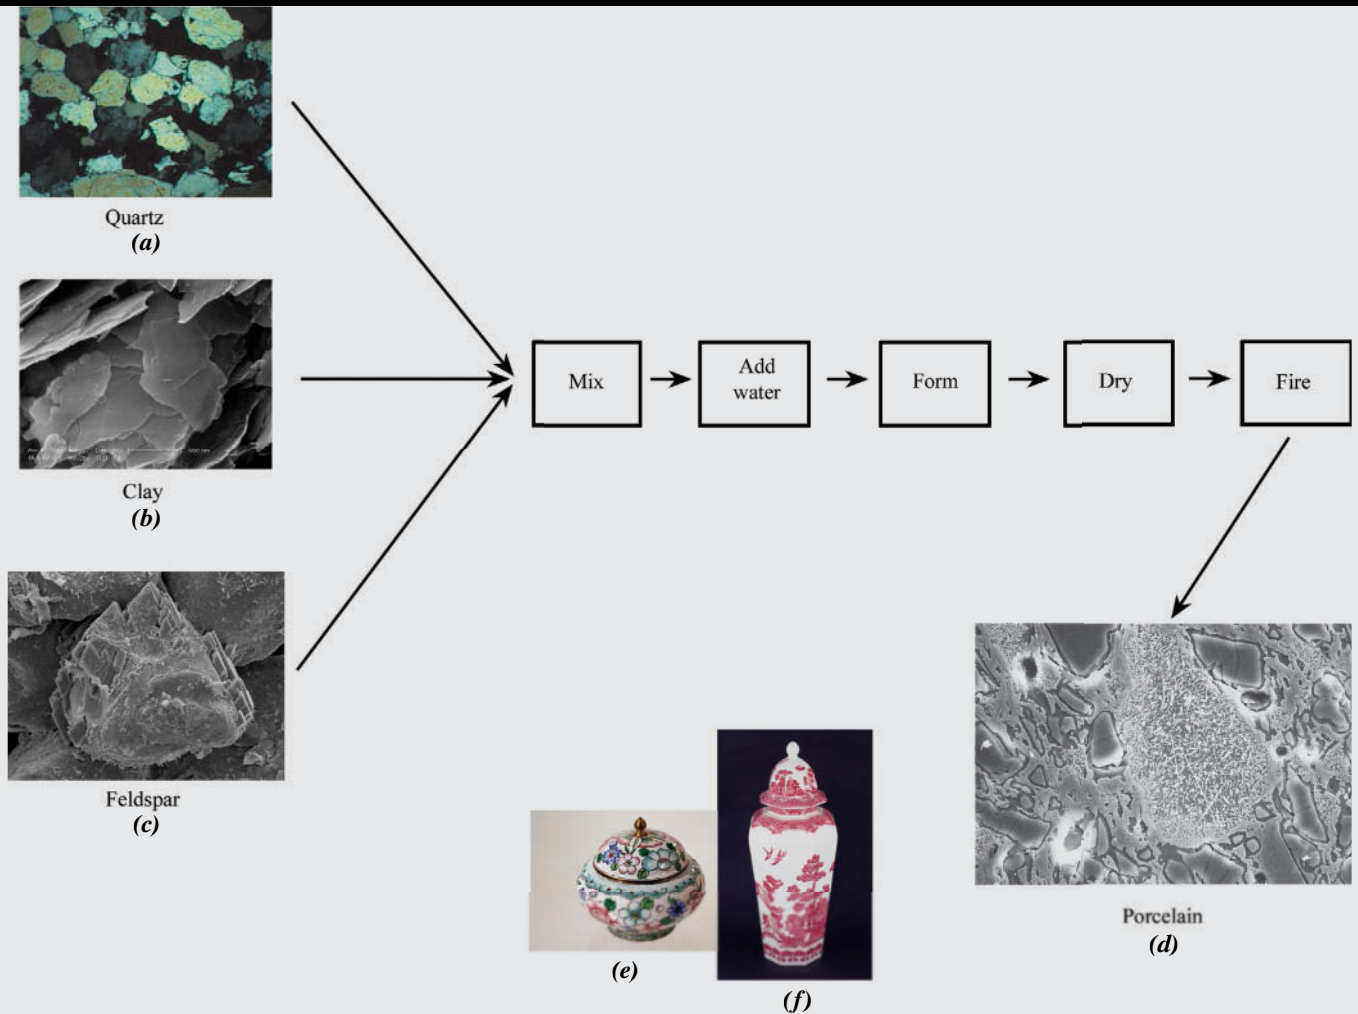 Quartz
(a)
Clay
(b)
Feldspar
(c)
Mix
Add
water
Form
Dry
Fire
Porcelain
(d)
(e)
(f)